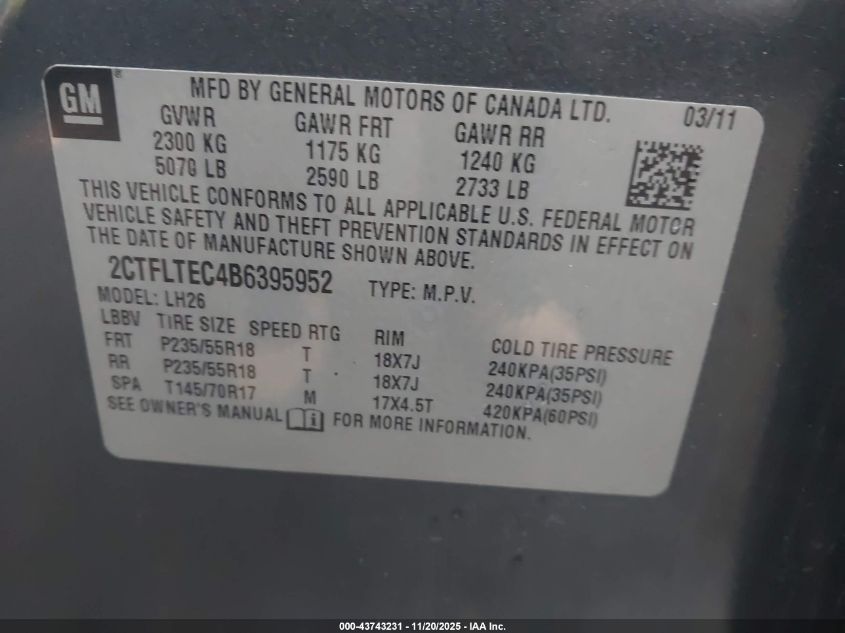 GM
MFD BY GENERAL MOTORS OF CANADA LTD. 03/11
GVWR GAWR FRT GAWR RR
2300 KG 1175 KG 1240 KG
5070 LB 2590 LB 2733 LB
THIS VEHICLE CONFORMS TO ALL APPLICABLE U.S. FEDERAL MOTOR
VEHICLE SAFETY AND THEFT PREVENTION STANDARDS IN EFFECT ON
THE DATE OF MANUFACTURE SHOWN ABOVE.
2CTFLTEC4B6395952 TYPE: M.P.V.
MODEL: LH26
LBBV TIRE SIZE SPEED RTG RIM COLD TIRE PRESSURE
FRT P235/55R18 T 18X7J 240KPA(35PSI)
RR P235/55R18 T 18X7J 240KPA(35PSI)
SPA T145/70R17 M 17X4.5T 420KPA(60PSI)
SEE OWNER'S MANUAL i FOR MORE INFORMATION.
000-43743231 - 11/20/2025 - IAA Inc.